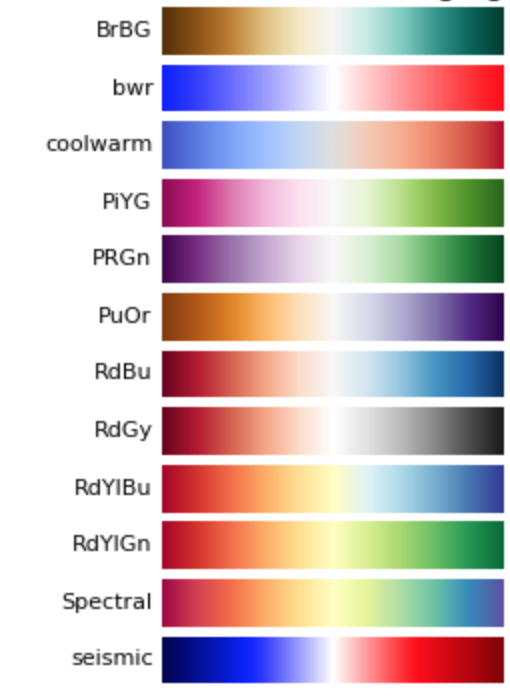 BrBG
bwr
coolwarm
PiYG
PRGn
PuOr
RdBu
RdGy
RdYlBu
RdYlGn
Spectral
seismic